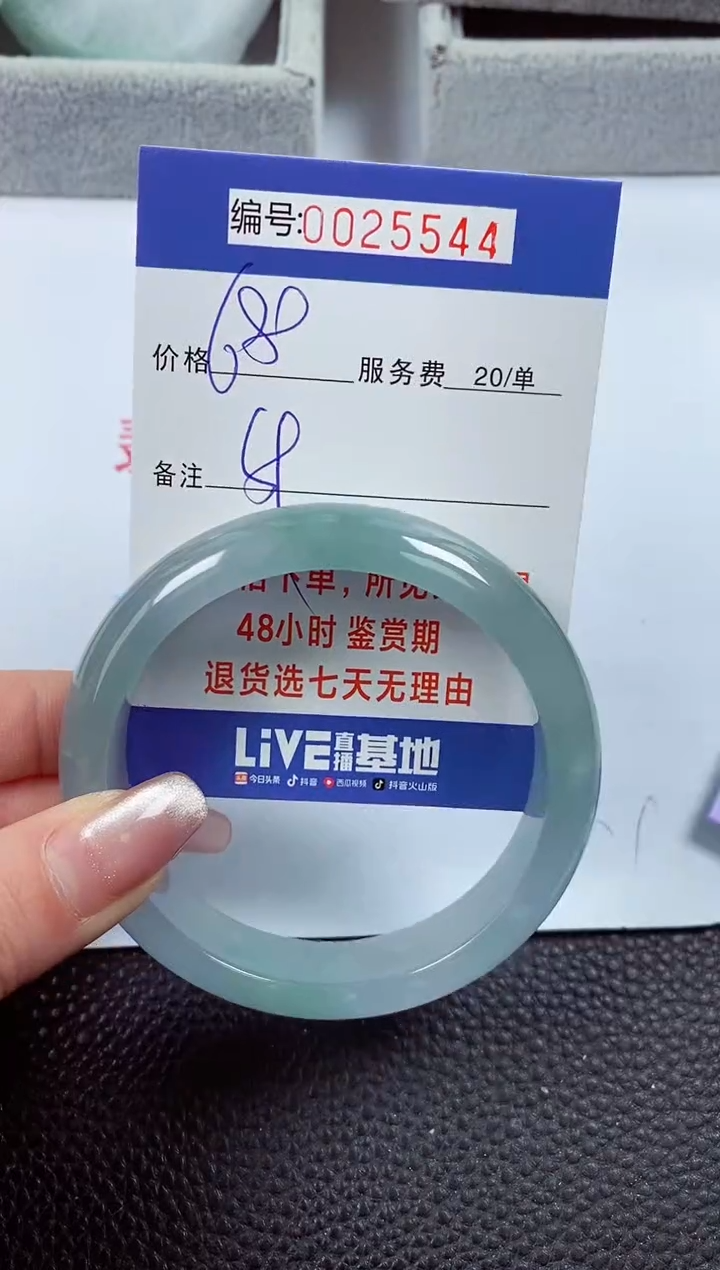 编号:0025544
价格 688 服务费 20/单
备注
下单，所见
48小时 鉴赏期
退货选七天无理由
LiVE直播基地
今日头条 抖音 西瓜视频 抖音火山版